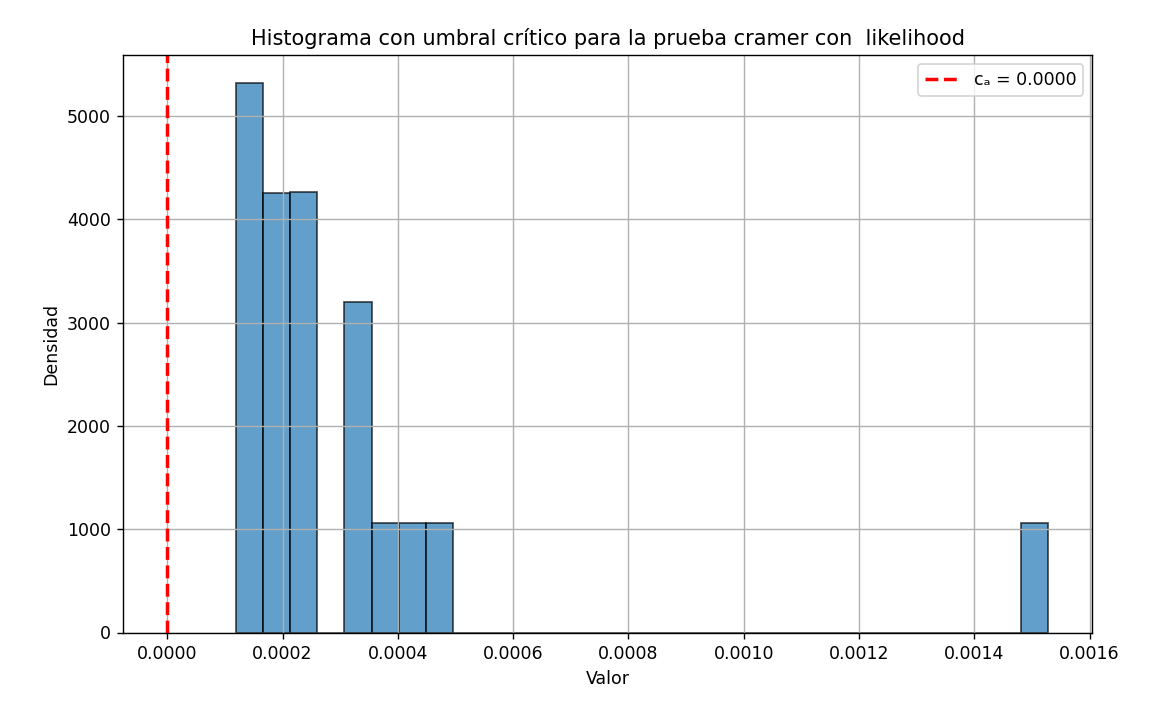 Histograma con umbral crítico para la prueba cramer con  likelihood
cₐ = 0.0000
Densidad
5000
4000
3000
2000
1000
0
0.0000 0.0002 0.0004 0.0006 0.0008 0.0010 0.0012 0.0014 0.0016
Valor